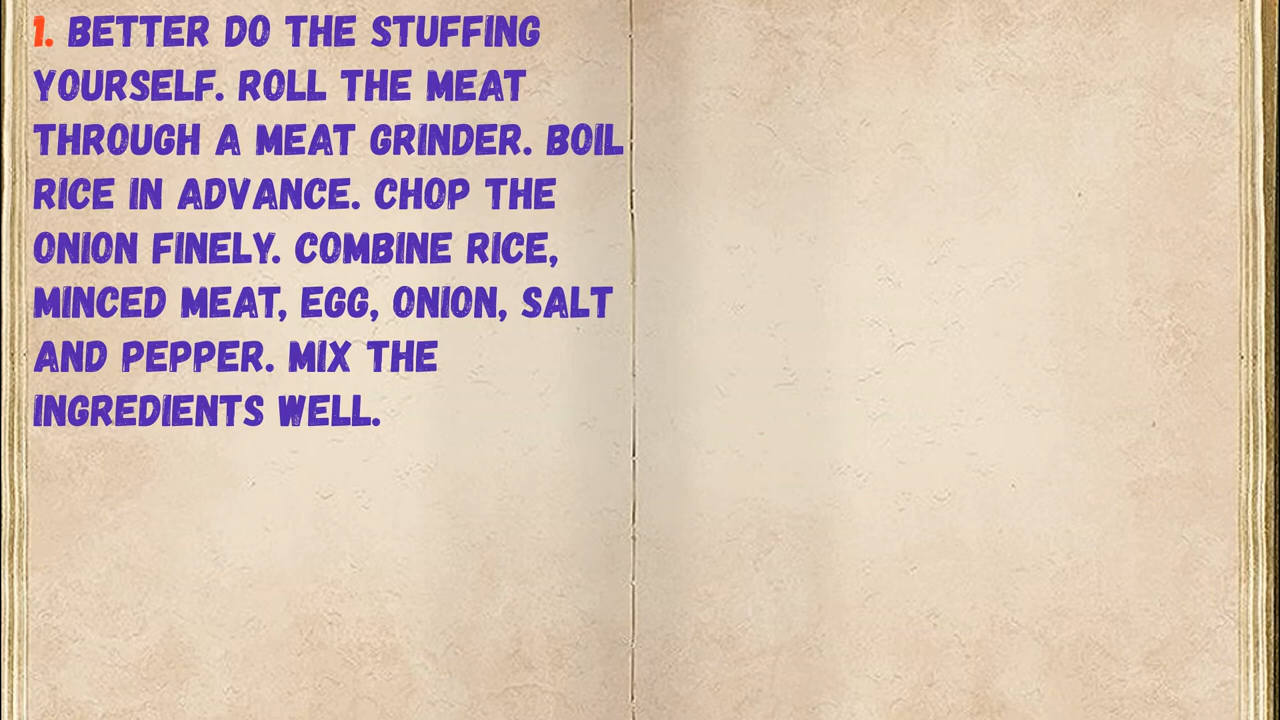 1. BETTER DO THE STUFFING
YOURSELF. ROLL THE MEAT
THROUGH A MEAT GRINDER. BOIL
RICE IN ADVANCE. CHOP THE
ONION FINELY. COMBINE RICE,
MINCED MEAT, EGG, ONION, SALT
AND PEPPER. MIX THE
INGREDIENTS WELL.